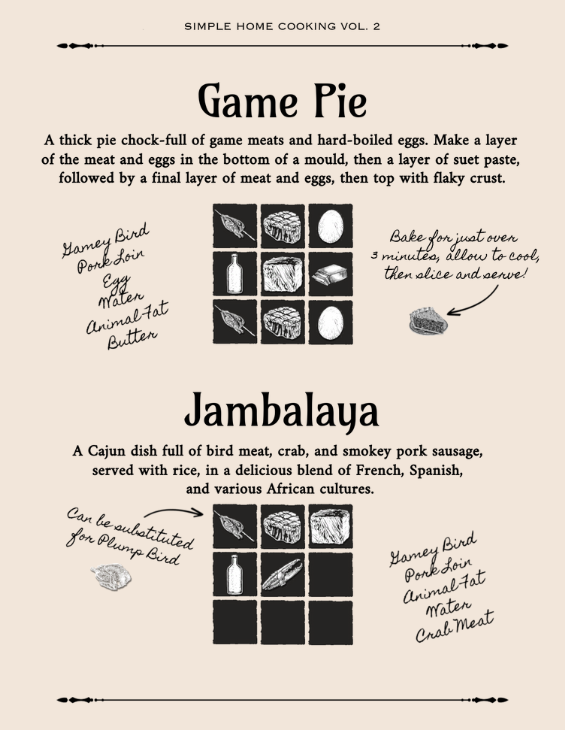 SIMPLE HOME COOKING VOL. 2
Game Pie
A thick pie chock-full of game meats and hard-boiled eggs. Make a layer
of the meat and eggs in the bottom of a mould, then a layer of suet paste,
followed by a final layer of meat and eggs, then top with flaky crust.
Gamey Bird
Pork Loin
Egg
Water
Animal Fat
Butter
Bake for just over
3 minutes, allow to cool,
then slice and serve!
Jambalaya
A Cajun dish full of bird meat, crab, and smokey pork sausage,
served with rice, in a delicious blend of French, Spanish,
and various African cultures.
Can be substituted
for Plump Bird
Gamey Bird
Pork Loin
Animal Fat
Water
Crab Meat